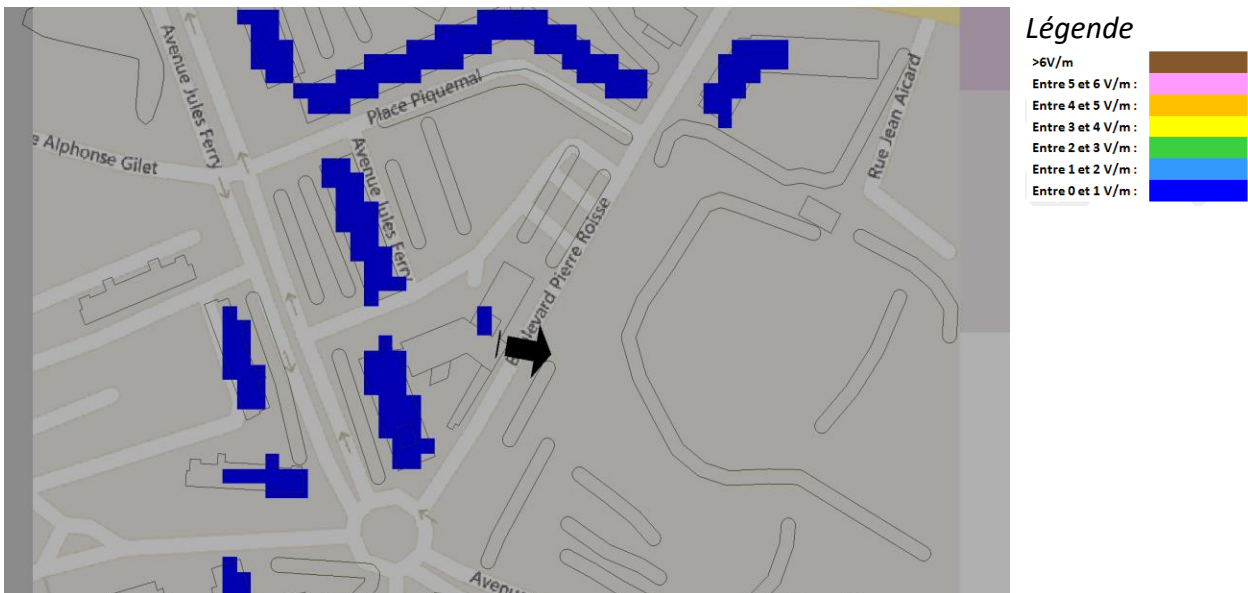 Légende
>6V/m
Entre 5 et 6 V/m :
Entre 4 et 5 V/m :
Entre 3 et 4 V/m :
Entre 2 et 3 V/m :
Entre 1 et 2 V/m :
Entre 0 et 1 V/m :
Avenue Jules Ferry
Place Piquemal
Rue Jean Aicard
e Alphonse Gilet
Avenue Jules Ferry
Boulevard Pierre Roisse
Avenue